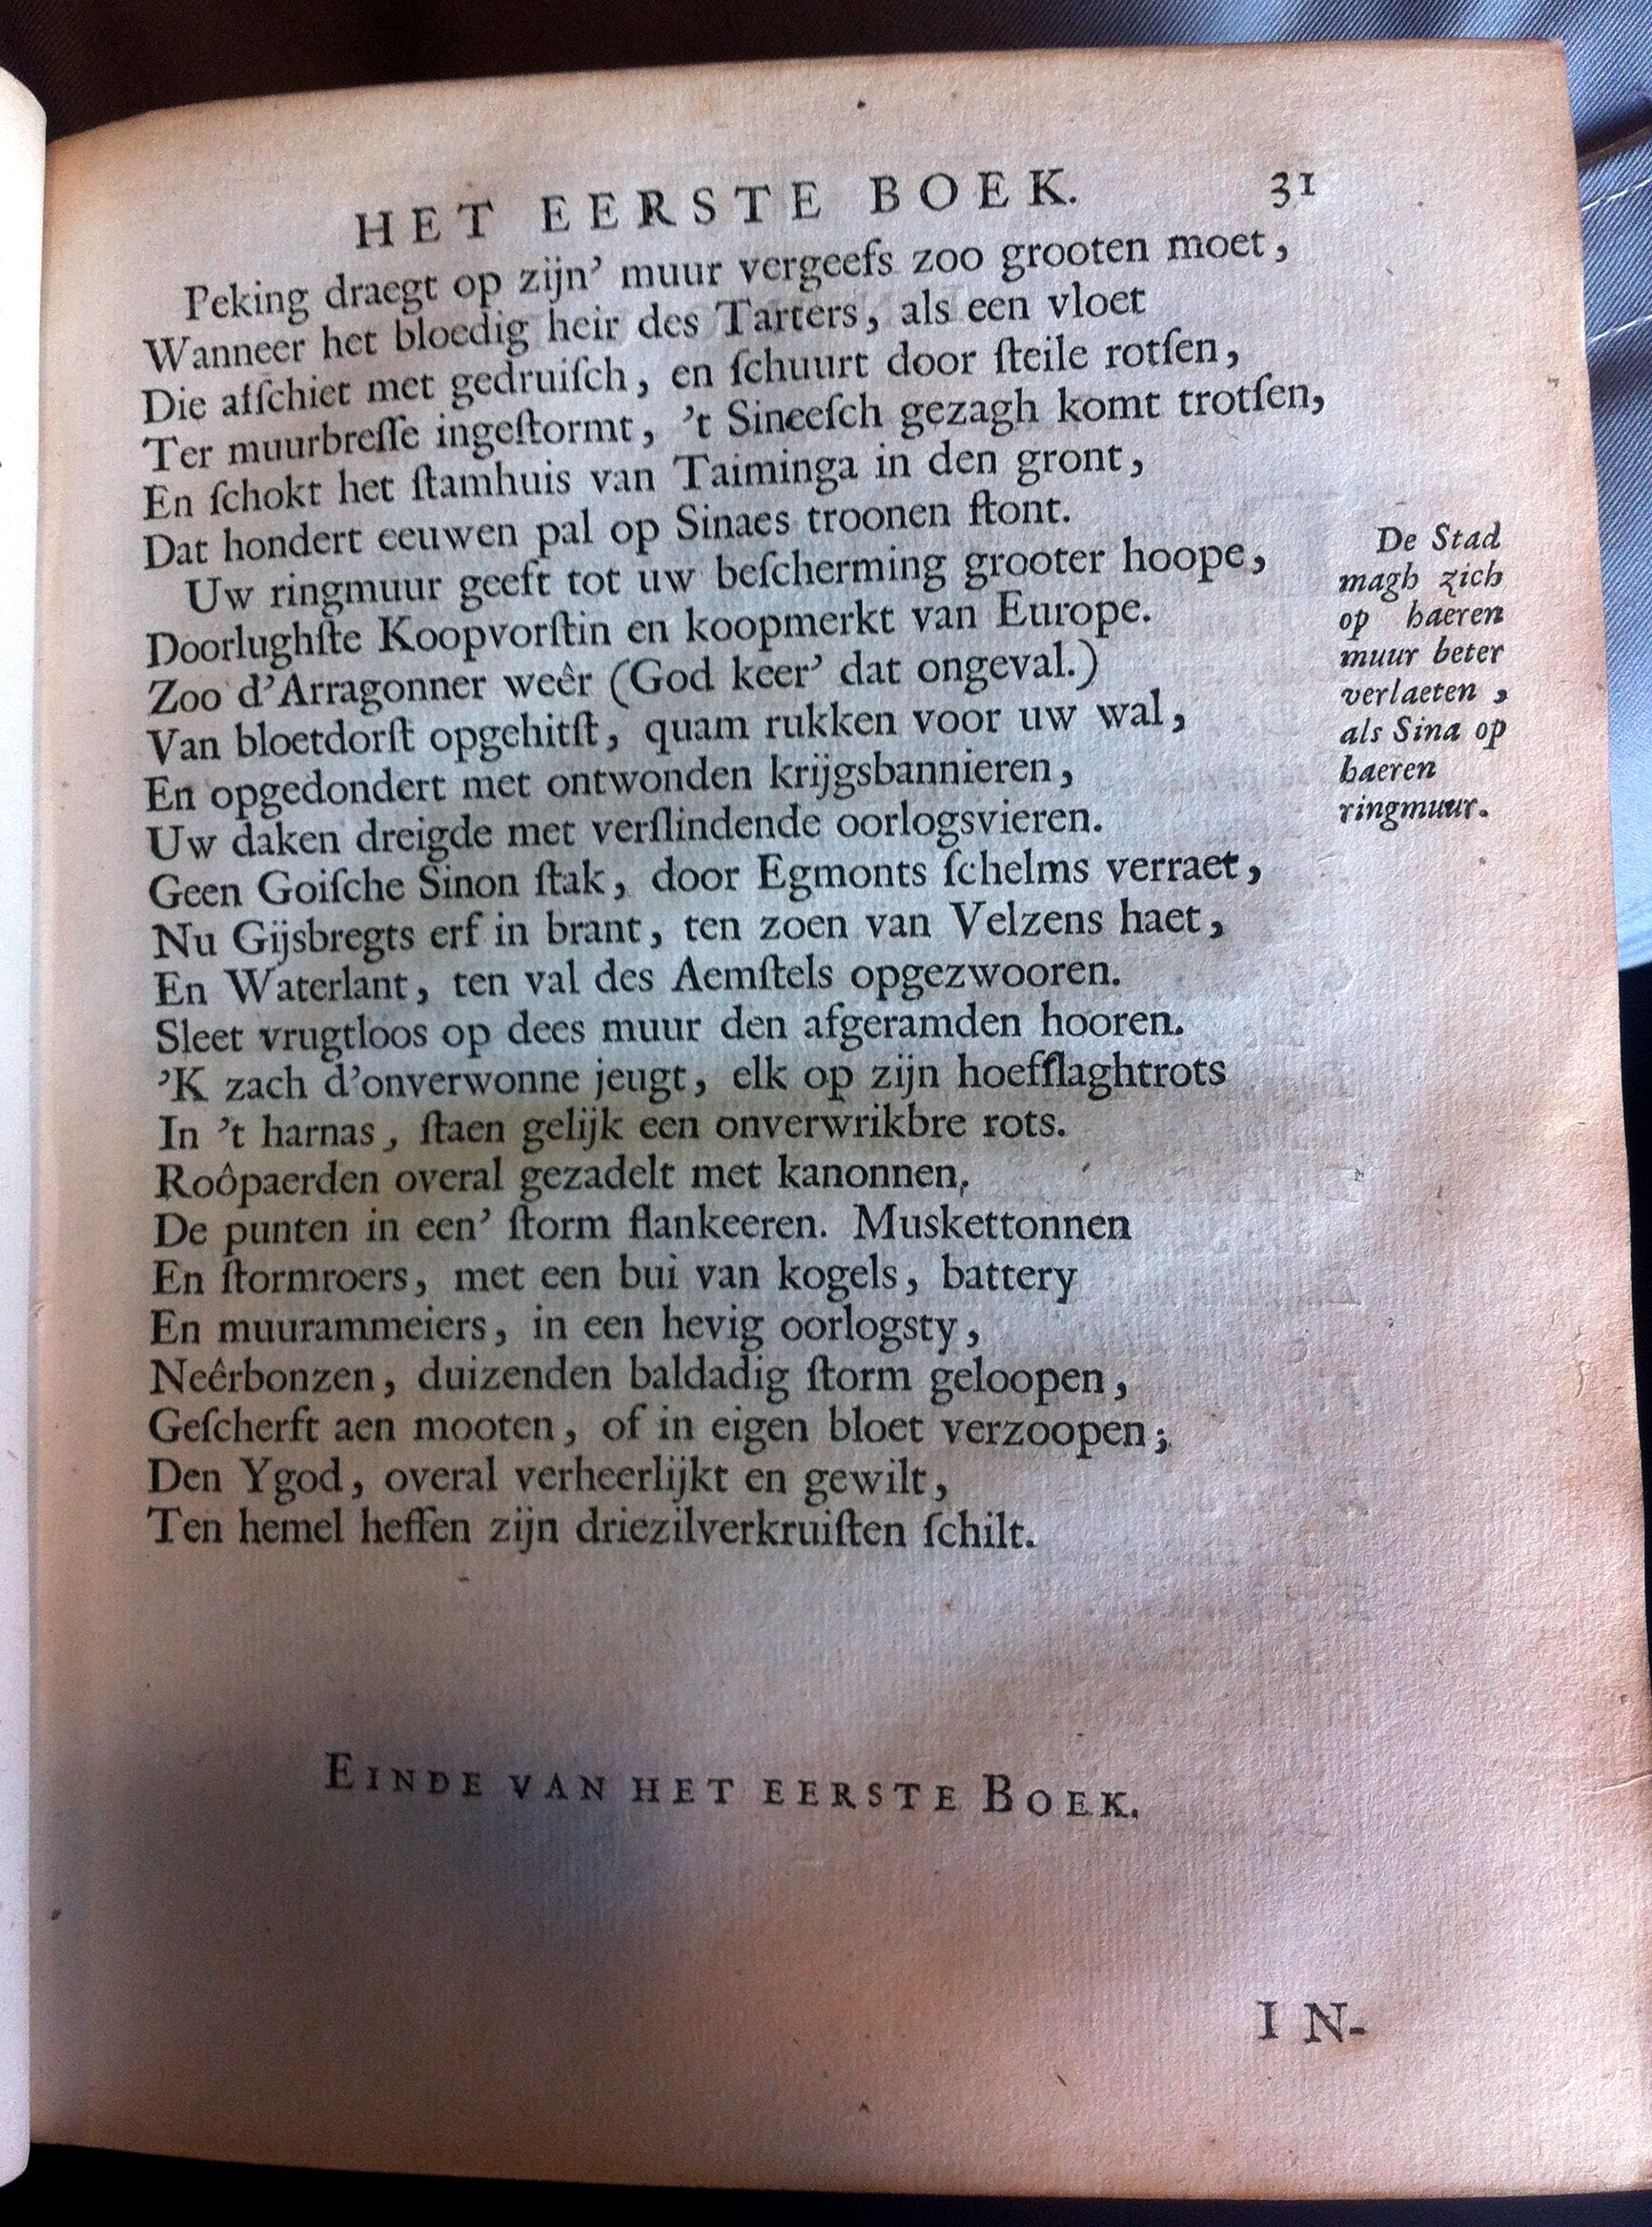 HET EERSTE BOEK. 31
Peking draegt op zijn’ muur vergeefs zoo grooten moet,
Wanneer het bloedig heir des Tarters, als een vloet
Die afſchiet met gedruiſch, en ſchuurt door ſteile rotſen,
Ter muurbreſſe ingeſtormt, ’t Sineeſch gezagh komt trotſen,
En ſchokt het ſtamhuis van Taiminga in den gront,
Dat hondert eeuwen pal op Sinaes troonen ſtont.
Uw ringmuur geeft tot uw beſcherming grooter hoope,
Doorlughſte Koopvorſtin en koopmerkt van Europe.
Zoo d’Arragonner weêr (God keer’ dat ongeval.)
Van bloetdorſt opgehitſt, quam rukken voor uw wal,
En opgedondert met ontwonden krijgsbannieren,
Uw daken dreigde met verſlindende oorlogsvieren.
Geen Goiſche Sinon ſtak, door Egmonts ſchelms verraet,
Nu Gijsbregts erf in brant, ten zoen van Velzens haet,
En Waterlant, ten val des Aemſtels opgezwooren.
Sleet vrugtloos op dees muur den afgeramden hooren.
’K zach d’onverwonne jeugt, elk op zijn hoefſlaghtrots
In ’t harnas, ſtaen gelijk een onverwrikbre rots.
Roôpaerden overal gezadelt met kanonnen,
De punten in een’ ſtorm flankeeren. Muskettonnen
En ſtormroers, met een bui van kogels, battery
En muurammeiers, in een hevig oorlogsty,
Neêrbonzen, duizenden baldadig ſtorm geloopen,
Geſcherft aen mooten, of in eigen bloet verzoopen;
Den Ygod, overal verheerlijkt en gewilt,
Ten hemel heffen zijn driezilverkruiſten ſchilt.
De Stad
magh zich
op haeren
muur beter
verlaeten,
als Sina op
haeren
ringmuur.
EINDE VAN HET EERSTE BOEK.
IN-